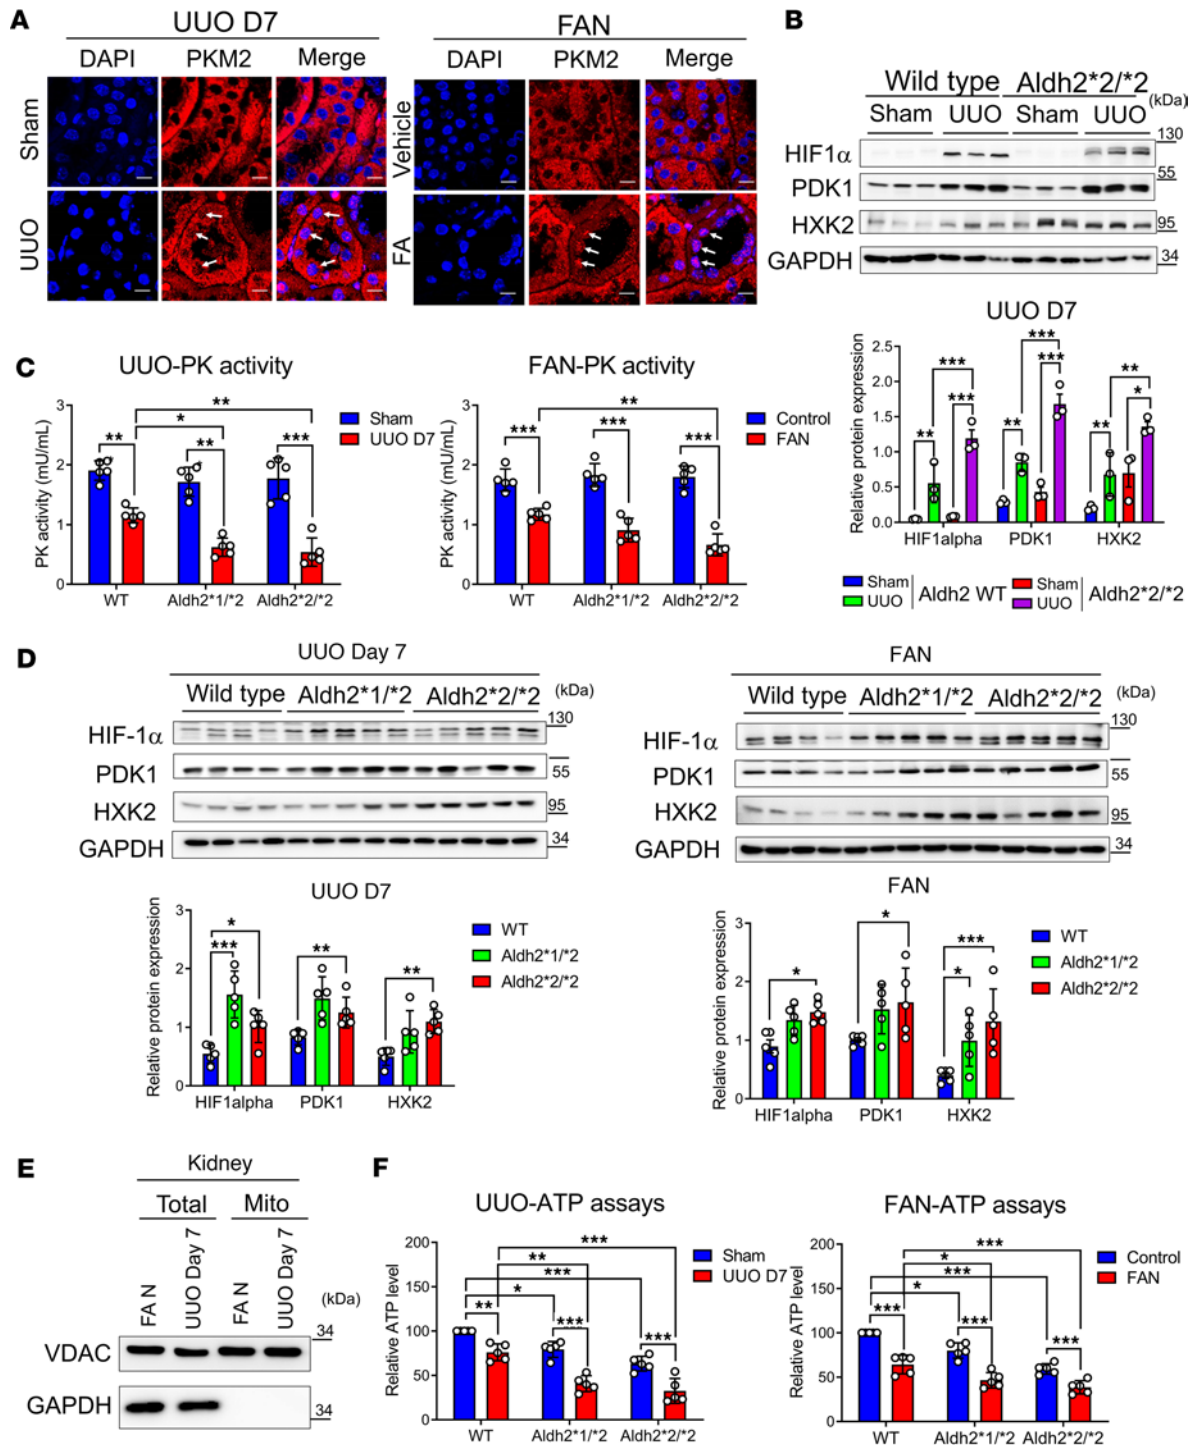 A
UUO D7
FAN
DAPI PKM2 Merge
DAPI PKM2 Merge
Sham
UUO
Vehicle
FA
B
Wild type Aldh2*2/*2
(kDa)
Sham UUO Sham UUO
HIF1α
130
PDK1
55
HXK2
95
GAPDH
34
UUO D7
Relative protein expression
2.5
2.0
1.5
1.0
0.5
0.0
** *** ***
** *** ***
** * **
HIF1alpha PDK1 HXK2
Sham
UUO
Aldh2 WT
Sham
UUO
Aldh2*2/*2
C
UUO-PK activity
PK activity (mU/mL)
3
2
1
0
**
*
** ** ***
WT Aldh2*1/*2 Aldh2*2/*2
Sham
UUO D7
FAN-PK activity
PK activity (mU/mL)
3
2
1
0
**
*** *** ***
WT Aldh2*1/*2 Aldh2*2/*2
Control
FAN
D
UUO Day 7
Wild type Aldh2*1/*2 Aldh2*2/*2
(kDa)
HIF-1α
130
PDK1
55
HXK2
95
GAPDH
34
UUO D7
Relative protein expression
3
2
1
0
*
***
**
**
HIF1alpha PDK1 HXK2
WT
Aldh2*1/*2
Aldh2*2/*2
FAN
Wild type Aldh2*1/*2 Aldh2*2/*2
(kDa)
HIF-1α
130
PDK1
55
HXK2
95
GAPDH
34
FAN
Relative protein expression
3
2
1
0
*
*
***
*
HIF1alpha PDK1 HXK2
WT
Aldh2*1/*2
Aldh2*2/*2
E
Kidney
Total Mito
FA N
UUO Day 7
FA N
UUO Day 7
(kDa)
VDAC
34
GAPDH
34
F
UUO-ATP assays
Relative ATP level
200
150
100
50
0
***
**
***
*
** *** ***
WT Aldh2*1/*2 Aldh2*2/*2
Sham
UUO D7
FAN-ATP assays
Relative ATP level
200
150
100
50
0
***
*
***
*
*** *** ***
WT Aldh2*1/*2 Aldh2*2/*2
Control
FAN